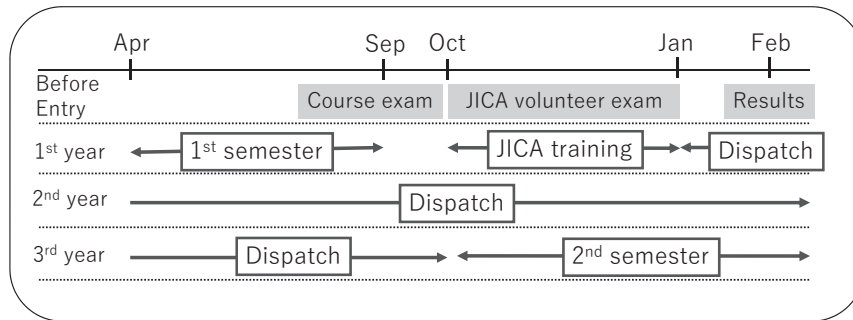 Apr Sep Oct Jan Feb
Before
Entry
Course exam JICA volunteer exam Results
1st year 1st semester JICA training Dispatch
2nd year Dispatch
3rd year Dispatch 2nd semester